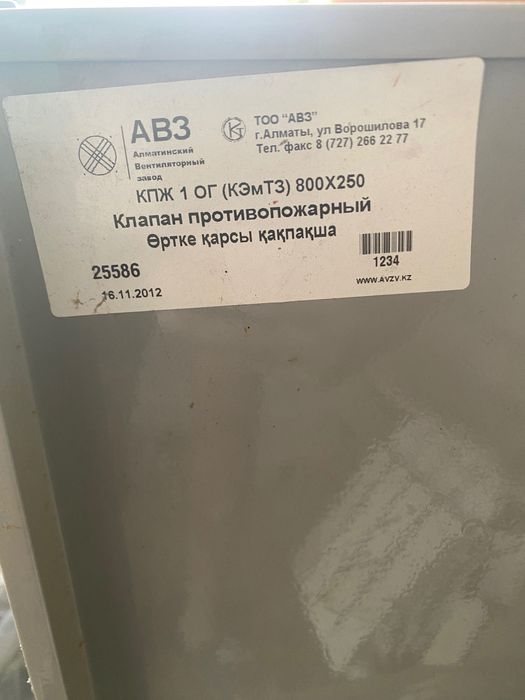 АВЗ
Алматинский
Вентиляторный
завод
ТОО "АВЗ"
г.Алматы, ул Ворошилова 17
Тел. факс 8 (727) 266 22 77
КПЖ 1 ОГ (КЭмТЗ) 800Х250
Клапан противопожарный
Өртке қарсы қақпақша
25586
16.11.2012
1234
WWW.AVZV.KZ